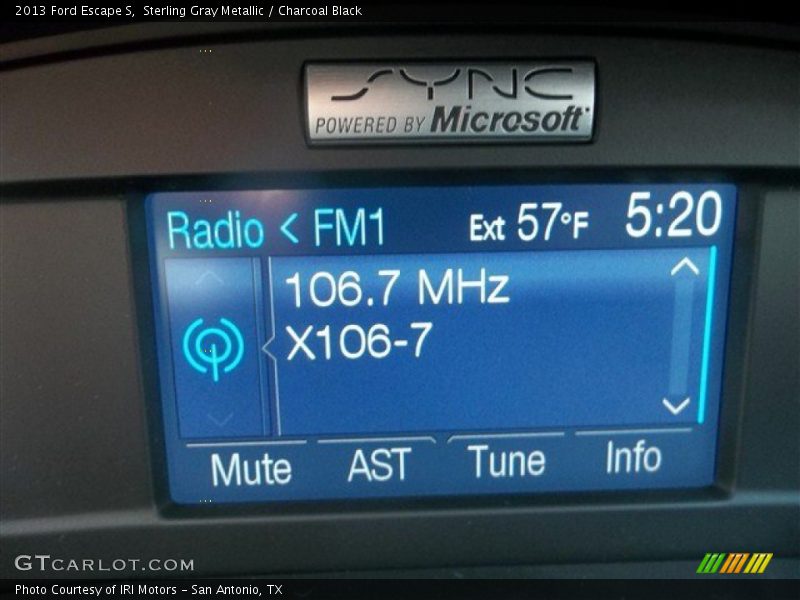 2013 Ford Escape S, Sterling Gray Metallic / Charcoal Black
SYNC
POWERED BY Microsoft
Radio < FM1 Ext 57°F 5:20
106.7 MHz
X106-7
Mute AST Tune Info
GTCARLOT.COM
Photo Courtesy of IRI Motors - San Antonio, TX